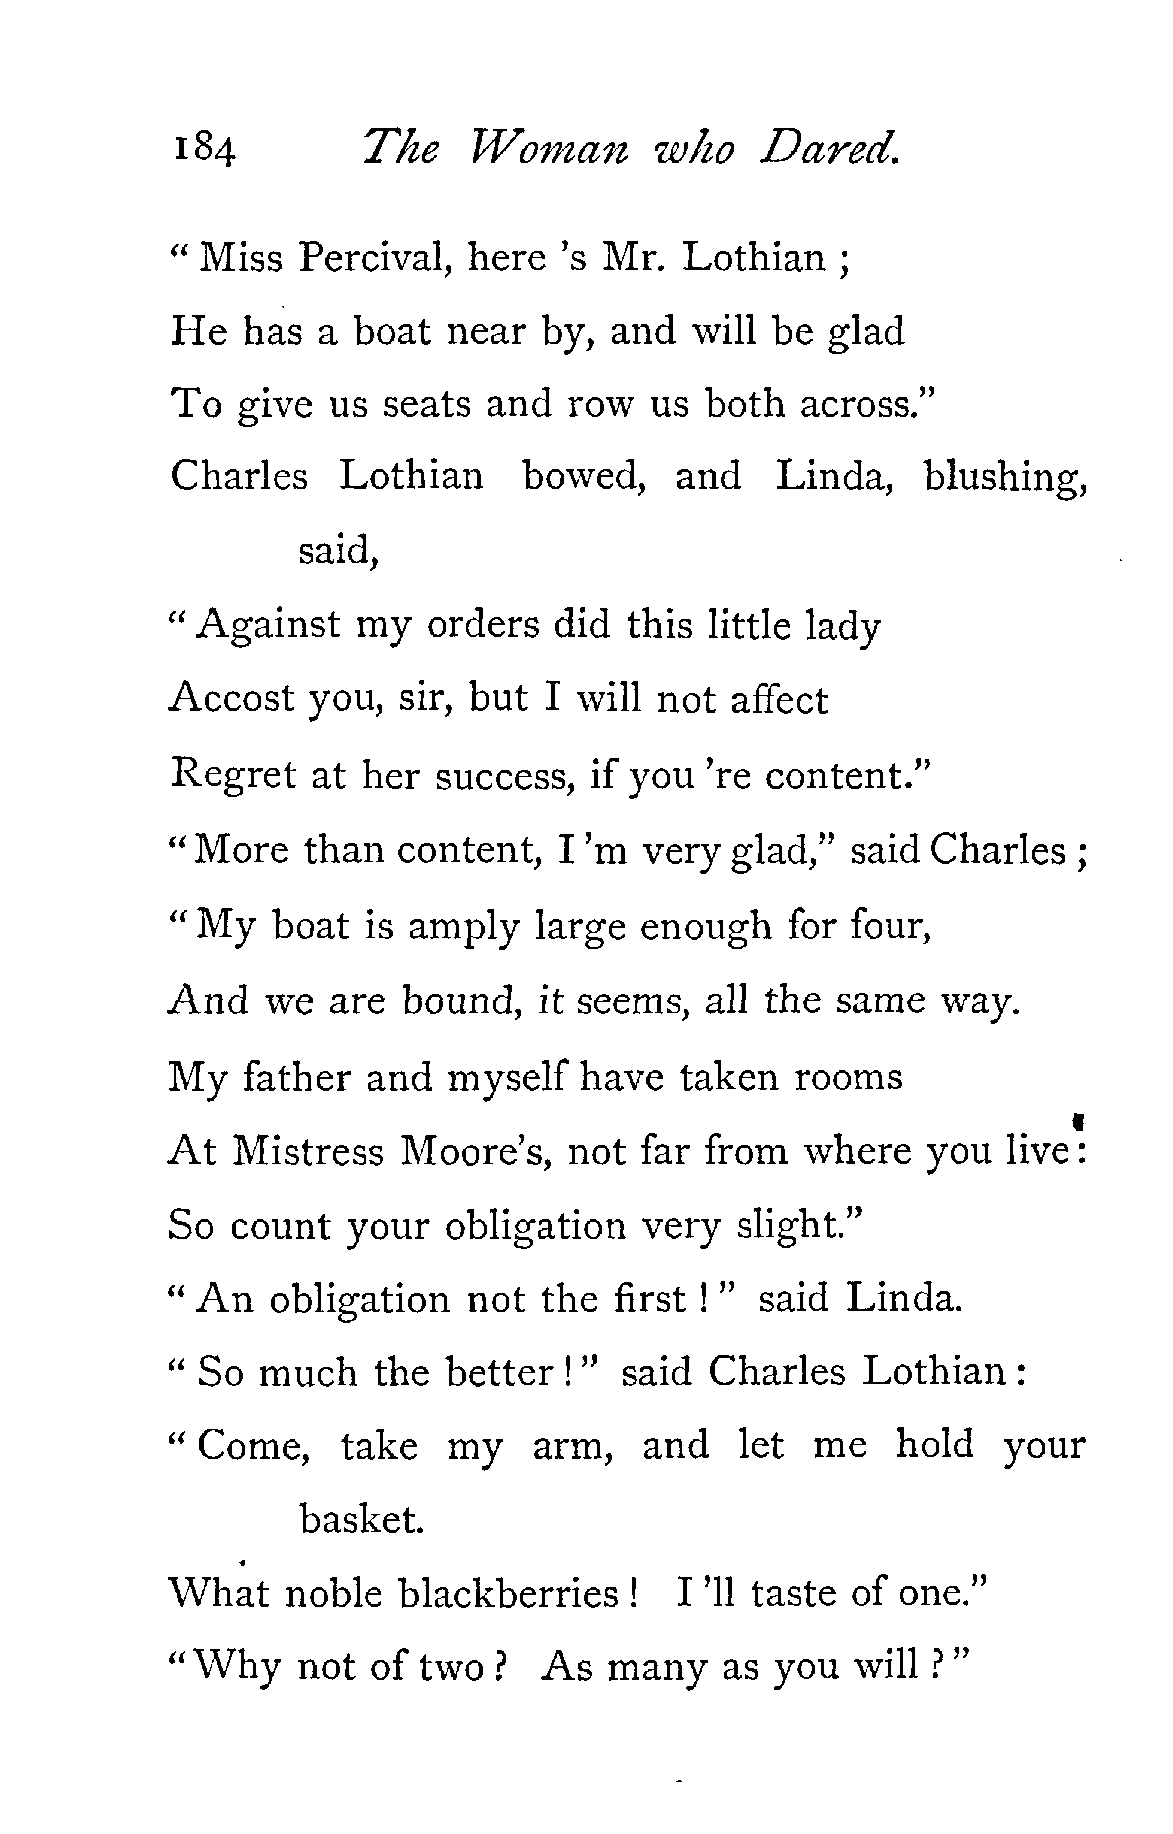 184 The Woman who Dared.
“ Miss Percival, here ’s Mr. Lothian ;
He has a boat near by, and will be glad
To give us seats and row us both across.”
Charles Lothian bowed, and Linda, blushing,
said,
“ Against my orders did this little lady
Accost you, sir, but I will not affect
Regret at her success, if you ’re content.”
“ More than content, I ’m very glad,” said Charles ;
“ My boat is amply large enough for four,
And we are bound, it seems, all the same way.
My father and myself have taken rooms
At Mistress Moore’s, not far from where you live :
So count your obligation very slight.”
“ An obligation not the first ! ” said Linda.
“ So much the better ! ” said Charles Lothian :
“ Come, take my arm, and let me hold your
basket.
What noble blackberries ! I ’ll taste of one.”
“ Why not of two ? As many as you will ? ”